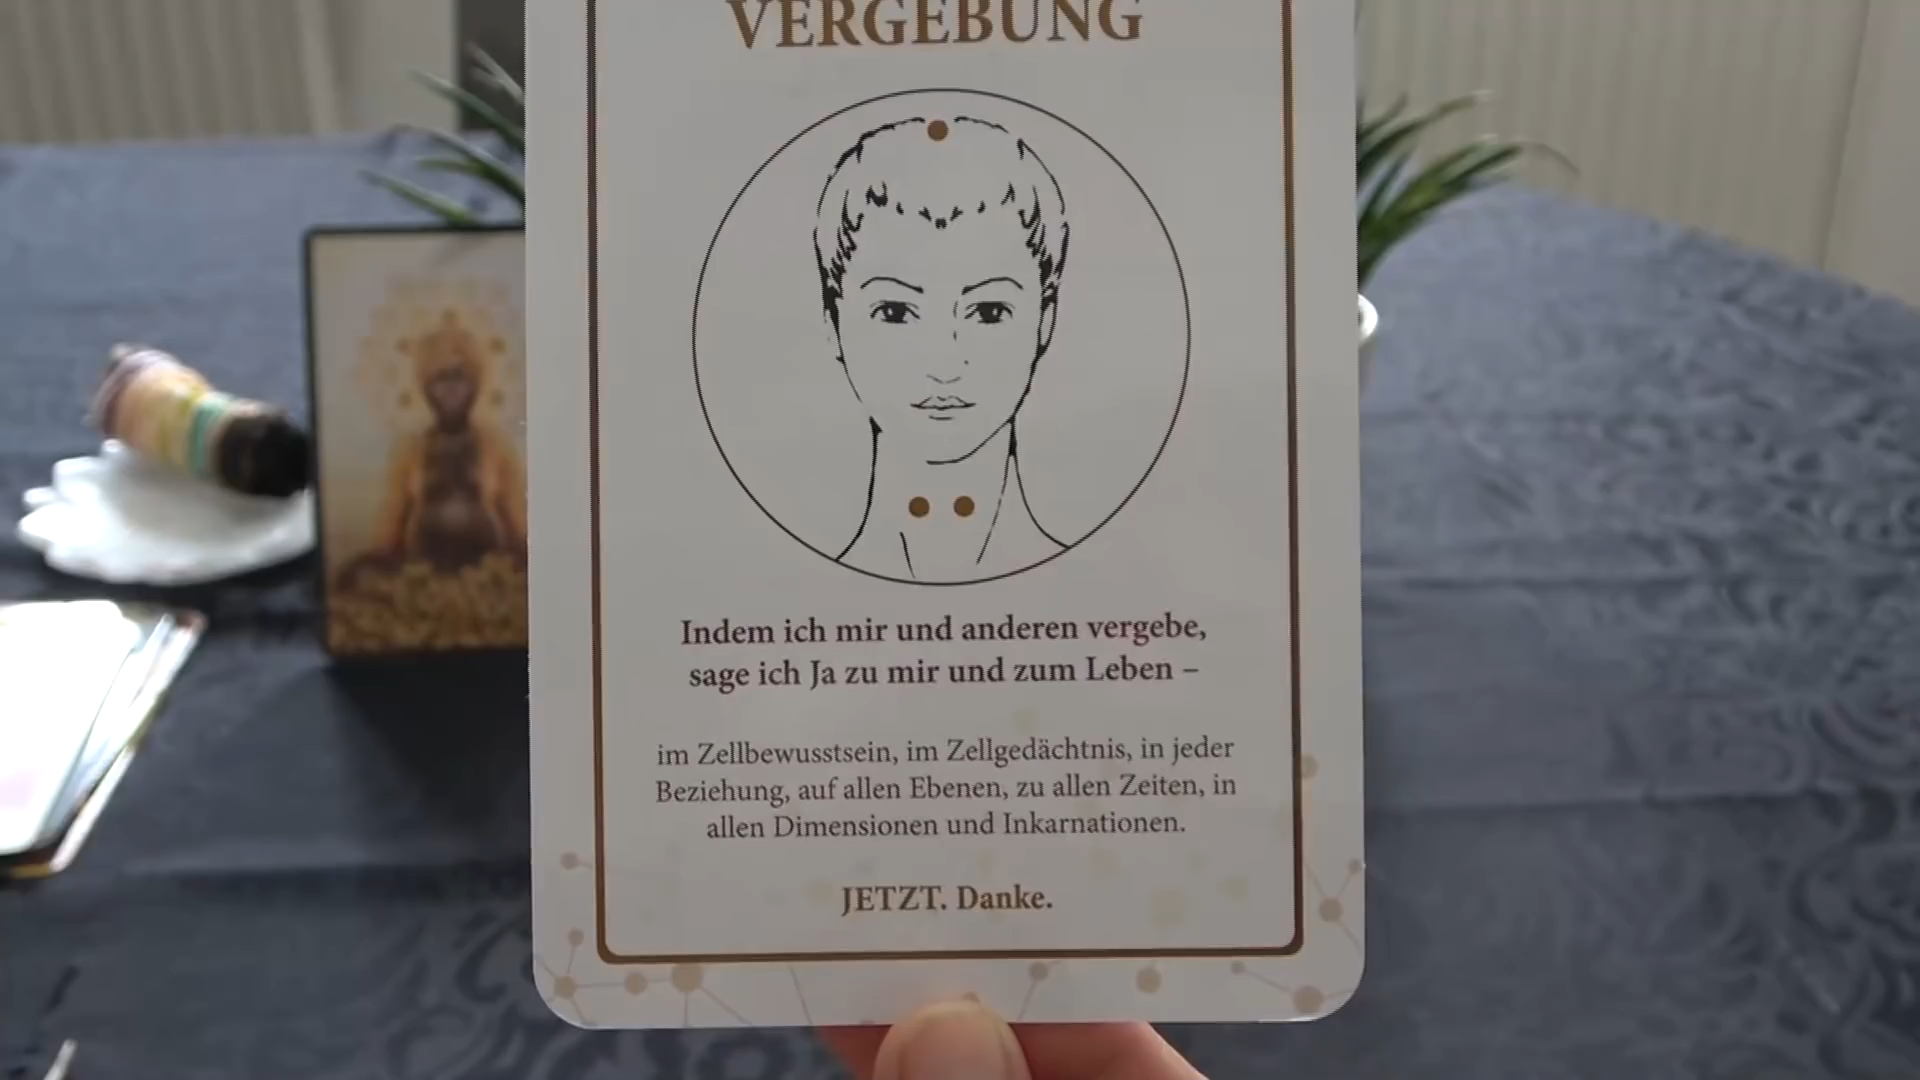 VERGEBUNG
Indem ich mir und anderen vergebe,
sage ich Ja zu mir und zum Leben –
im Zellbewusstsein, im Zellgedächtnis, in jeder
Beziehung, auf allen Ebenen, zu allen Zeiten, in
allen Dimensionen und Inkarnationen.
JETZT. Danke.